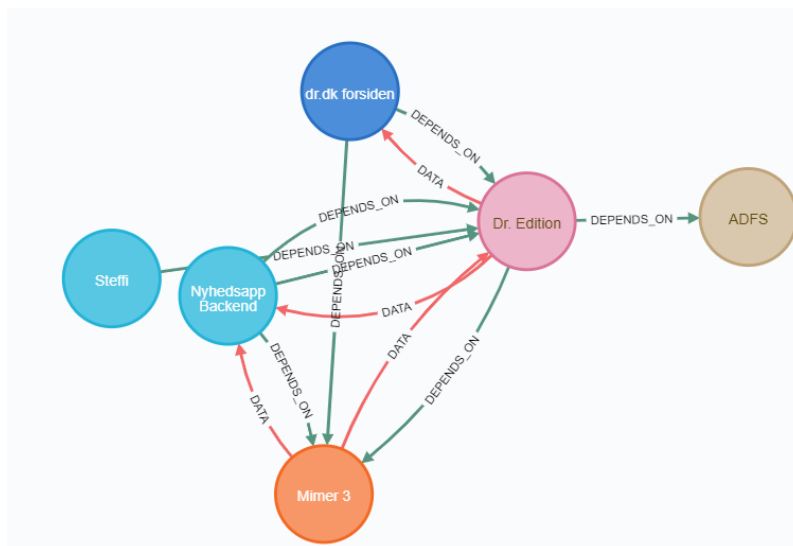 dr.dk forsiden
DEPENDS_ON
DATA
Dr. Edition
DEPENDS_ON
ADFS
DEPENDS_ON
DEPENDS_ON
DEPENDS_ON
DEPENDS_ON
Steffi
Nyhedsapp
Backend
DATA
DATA
DEPENDS_ON
DEPENDS_ON
DATA
Mimer 3